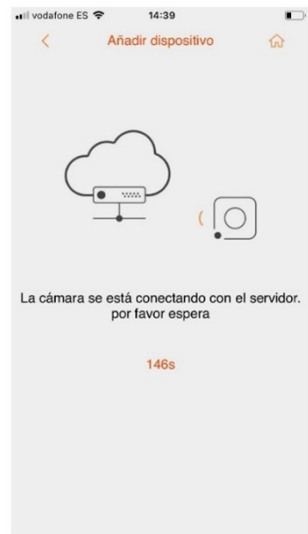 vodafone ES 14:39
Añadir dispositivo
La cámara se está conectando con el servidor.
por favor espera
146s